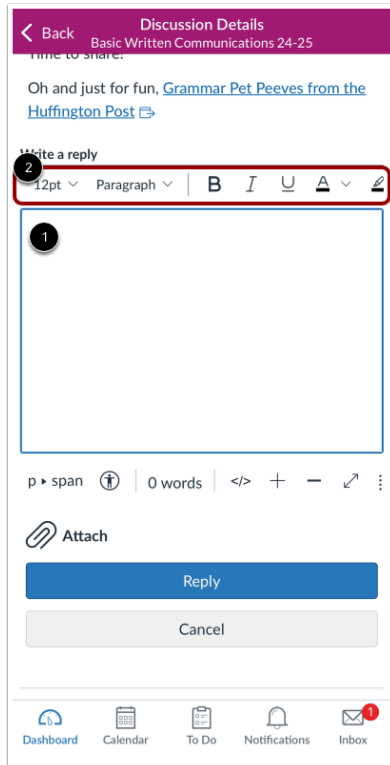 Back
Discussion Details
Basic Written Communications 24-25
Time to share!
Oh and just for fun, Grammar Pet Peeves from the
Huffington Post
Write a reply
2
12pt Paragraph B I U A
1
p ▸ span 0 words </> + −
Attach
Reply
Cancel
1
Dashboard Calendar To Do Notifications Inbox